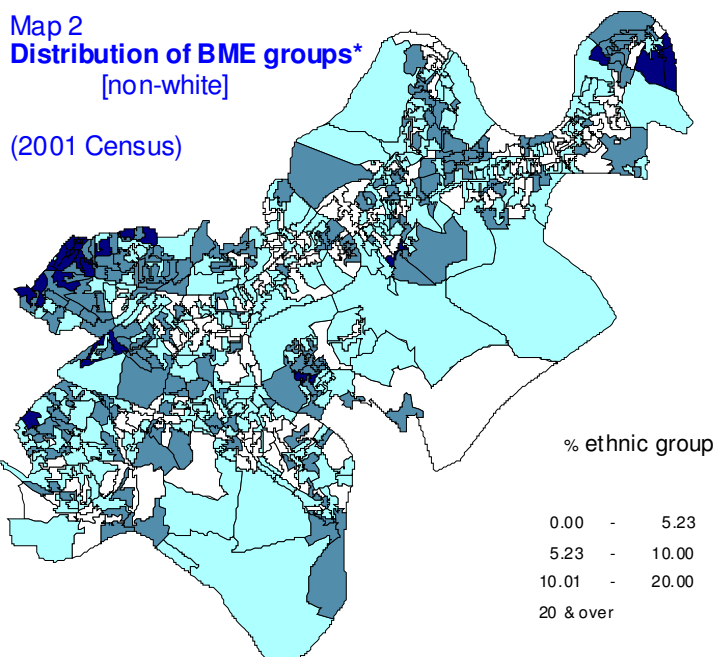 Map 2
Distribution of BME groups*
[non-white]
(2001 Census)
% ethnic group
0.00 - 5.23
5.23 - 10.00
10.01 - 20.00
20 & over